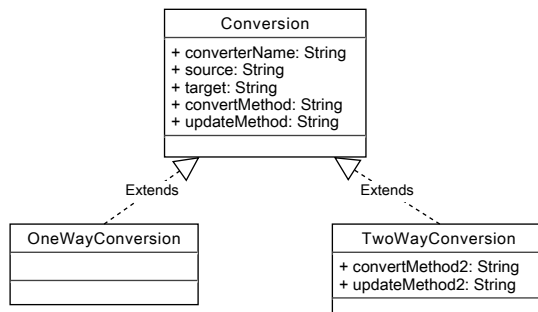 Conversion
+ converterName: String
+ source: String
+ target: String
+ convertMethod: String
+ updateMethod: String
Extends
Extends
OneWayConversion
TwoWayConversion
+ convertMethod2: String
+ updateMethod2: String